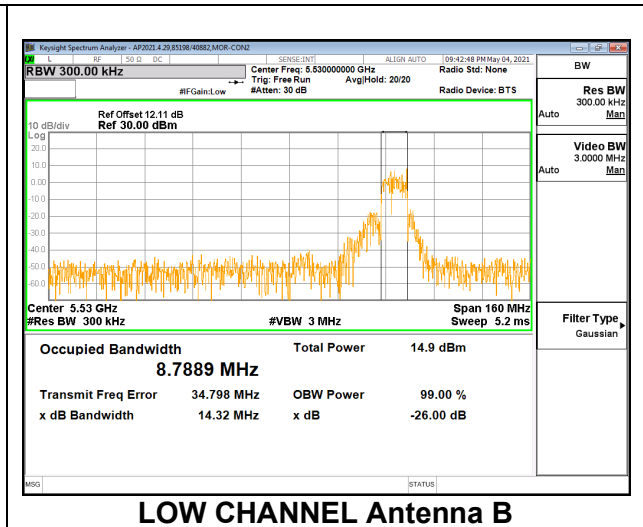 Keysight Spectrum Analyzer - AP2021.4.29,85198/40882,MOR-CON2
L RF 50 Ω DC SENSE:INT ALIGN AUTO 09:42:48 PM May 04, 2021
RBW 300.00 kHz Center Freq: 5.530000000 GHz Radio Std: None
Trig: Free Run Avg|Hold: 20/20
#IFGain:Low #Atten: 30 dB Radio Device: BTS
BW
Res BW
300.00 kHz
Auto Man
Video BW
3.0000 MHz
Auto Man
Filter Type
Gaussian
Ref Offset 12.11 dB
10 dB/div Ref 30.00 dBm
Log
20.0
10.0
0.00
-10.0
-20.0
-30.0
-40.0
-50.0
-60.0
Center 5.53 GHz Span 160 MHz
#Res BW 300 kHz #VBW 3 MHz Sweep 5.2 ms
Occupied Bandwidth Total Power 14.9 dBm
8.7889 MHz
Transmit Freq Error 34.798 MHz OBW Power 99.00 %
x dB Bandwidth 14.32 MHz x dB -26.00 dB
MSG STATUS
LOW CHANNEL Antenna B